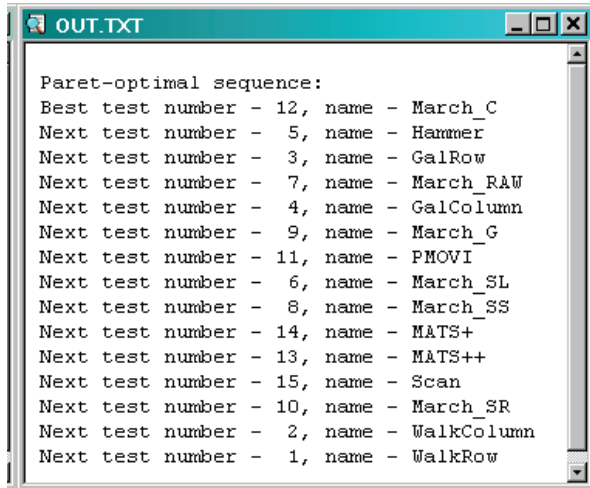 OUT.TXT
Paret-optimal sequence:
Best test number - 12, name - March_C
Next test number -  5, name - Hammer
Next test number -  3, name - GalRow
Next test number -  7, name - March_RAW
Next test number -  4, name - GalColumn
Next test number -  9, name - March_G
Next test number - 11, name - PMOVI
Next test number -  6, name - March_SL
Next test number -  8, name - March_SS
Next test number - 14, name - MATS+
Next test number - 13, name - MATS++
Next test number - 15, name - Scan
Next test number - 10, name - March_SR
Next test number -  2, name - WalkColumn
Next test number -  1, name - WalkRow